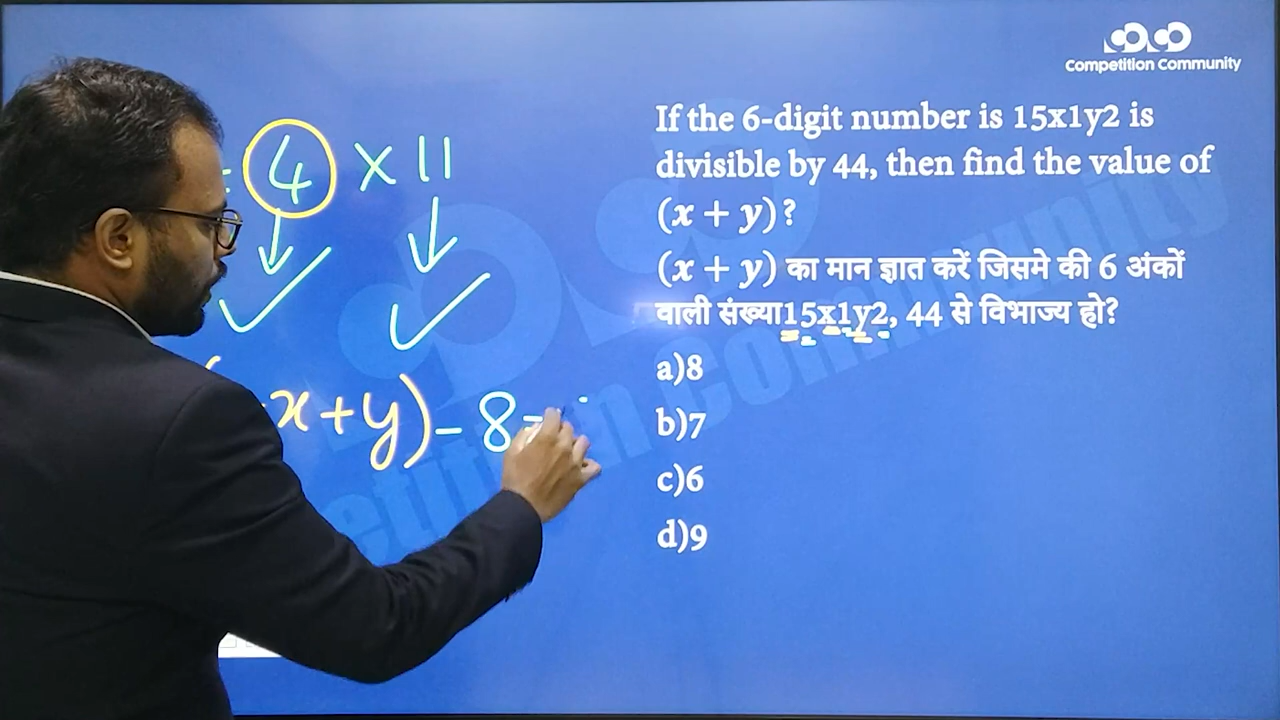 Competition Community
4 × 11
x+y) - 8 =
If the 6-digit number is 15x1y2 is
divisible by 44, then find the value of
(x + y)?
(x + y) का मान ज्ञात करें जिसमे की 6 अंकों
वाली संख्या15x1y2, 44 से विभाज्य हो?
a)8
b)7
c)6
d)9